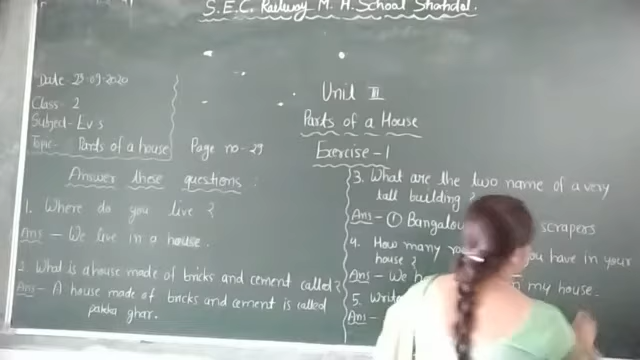 S.E.C. Railway M. H. School Shahdol.
Date 23.09.2020
Class- 2
Subject- Evs
Topic- Parts of a house
Page no- 29
Unit III
Parts of a House
Exercise-1
Answer these questions :
1. Where do you live ?
Ans - We live in a house.
2. What is a house made of bricks and cement called?
Ans- A house made of bricks and cement is called
pakka ghar.
3. What are the two name of a very
tall building ?
Ans- ① scrapers
4. How many you have in your
house ?
Ans - We my house.
5.
Ans -